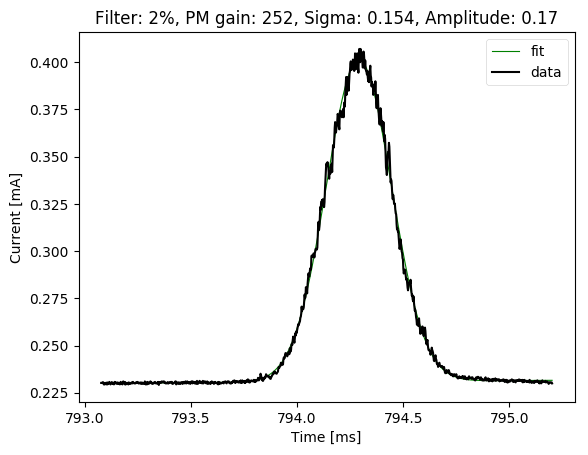 Filter: 2%, PM gain: 252, Sigma: 0.154, Amplitude: 0.17
fit
data
0.400
0.375
0.350
0.325
0.300
0.275
0.250
0.225
Current [mA]
793.0 793.5 794.0 794.5 795.0
Time [ms]